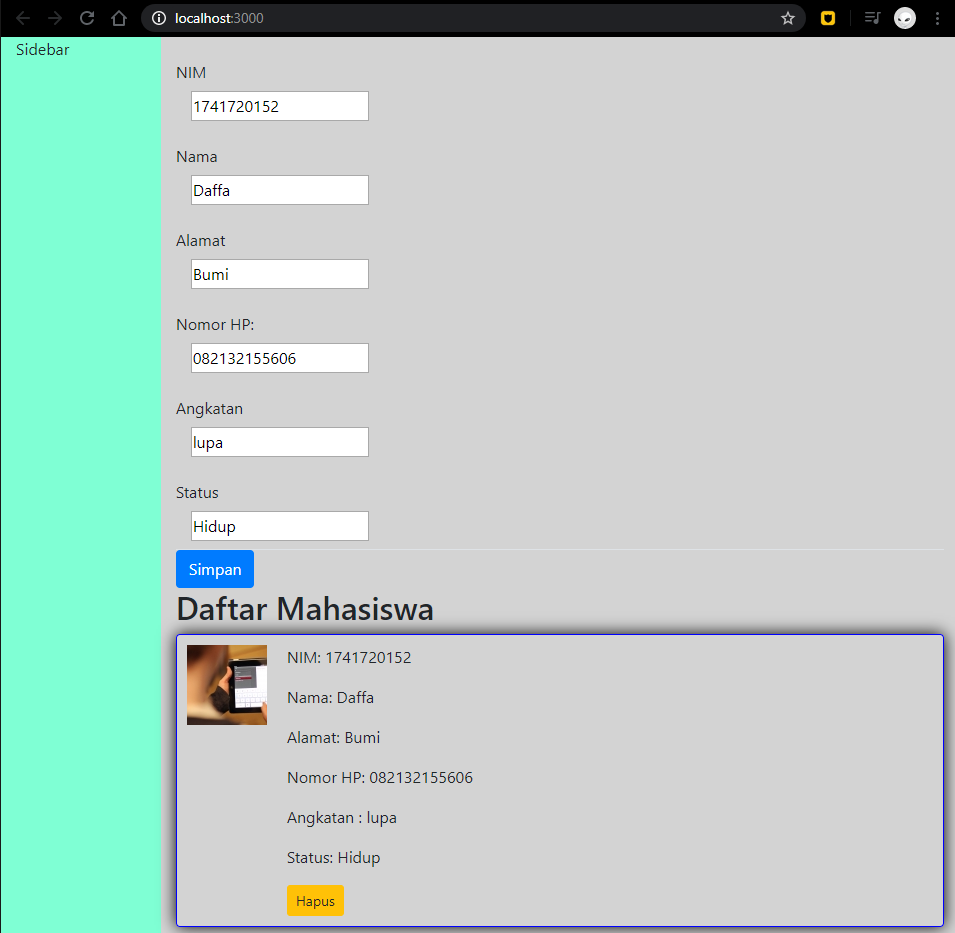 localhost:3000
Sidebar
NIM
1741720152
Nama
Daffa
Alamat
Bumi
Nomor HP:
082132155606
Angkatan
lupa
Status
Hidup
Simpan
Daftar Mahasiswa
NIM: 1741720152
Nama: Daffa
Alamat: Bumi
Nomor HP: 082132155606
Angkatan : lupa
Status: Hidup
Hapus